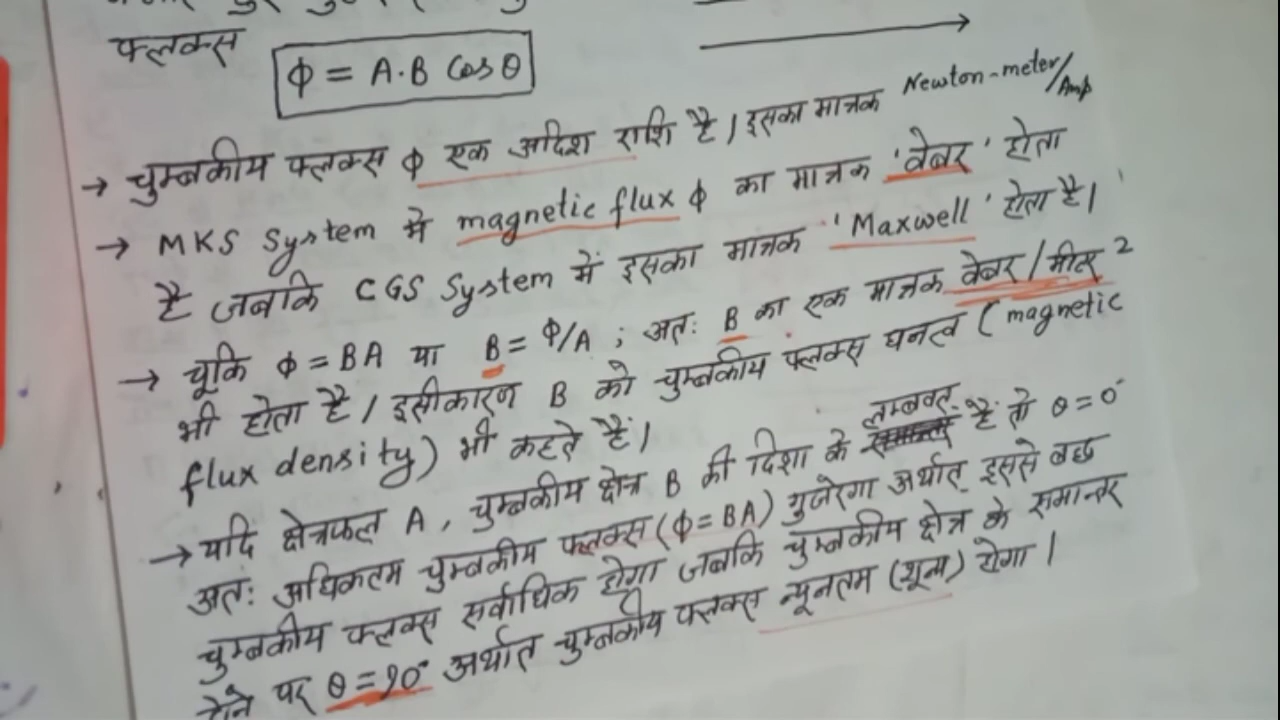 फ्लक्स
ϕ = A·B Cosθ
→ चुम्बकीय फ्लक्स ϕ एक अदिश राशि है। इसका मात्रक Newton-meter/Amp
→ MKS System में magnetic flux ϕ का मात्रक 'वेबर' होता
है जबकि CGS System में इसका मात्रक 'Maxwell' होता है।
→ चूकि ϕ = BA या B = ϕ/A ; अतः B का एक मात्रक वेबर/मीटर²
भी होता है। इसीकारण B को चुम्बकीय फ्लक्स घनत्व (magnetic
flux density) भी कहते हैं।
→ यदि क्षेत्रफल A, चुम्बकीय क्षेत्र B की दिशा के लम्बवत् है तो θ = 0°
अतः अधिकतम चुम्बकीय फ्लक्स (ϕ = BA) गुजरेगा अर्थात् इससे बद्ध
चुम्बकीय फ्लक्स सर्वाधिक होगा जबकि चुम्बकीय क्षेत्र के समान्तर
होने पर θ = 90° अर्थात चुम्बकीय फ्लक्स न्यूनतम (शून्य) होगा।